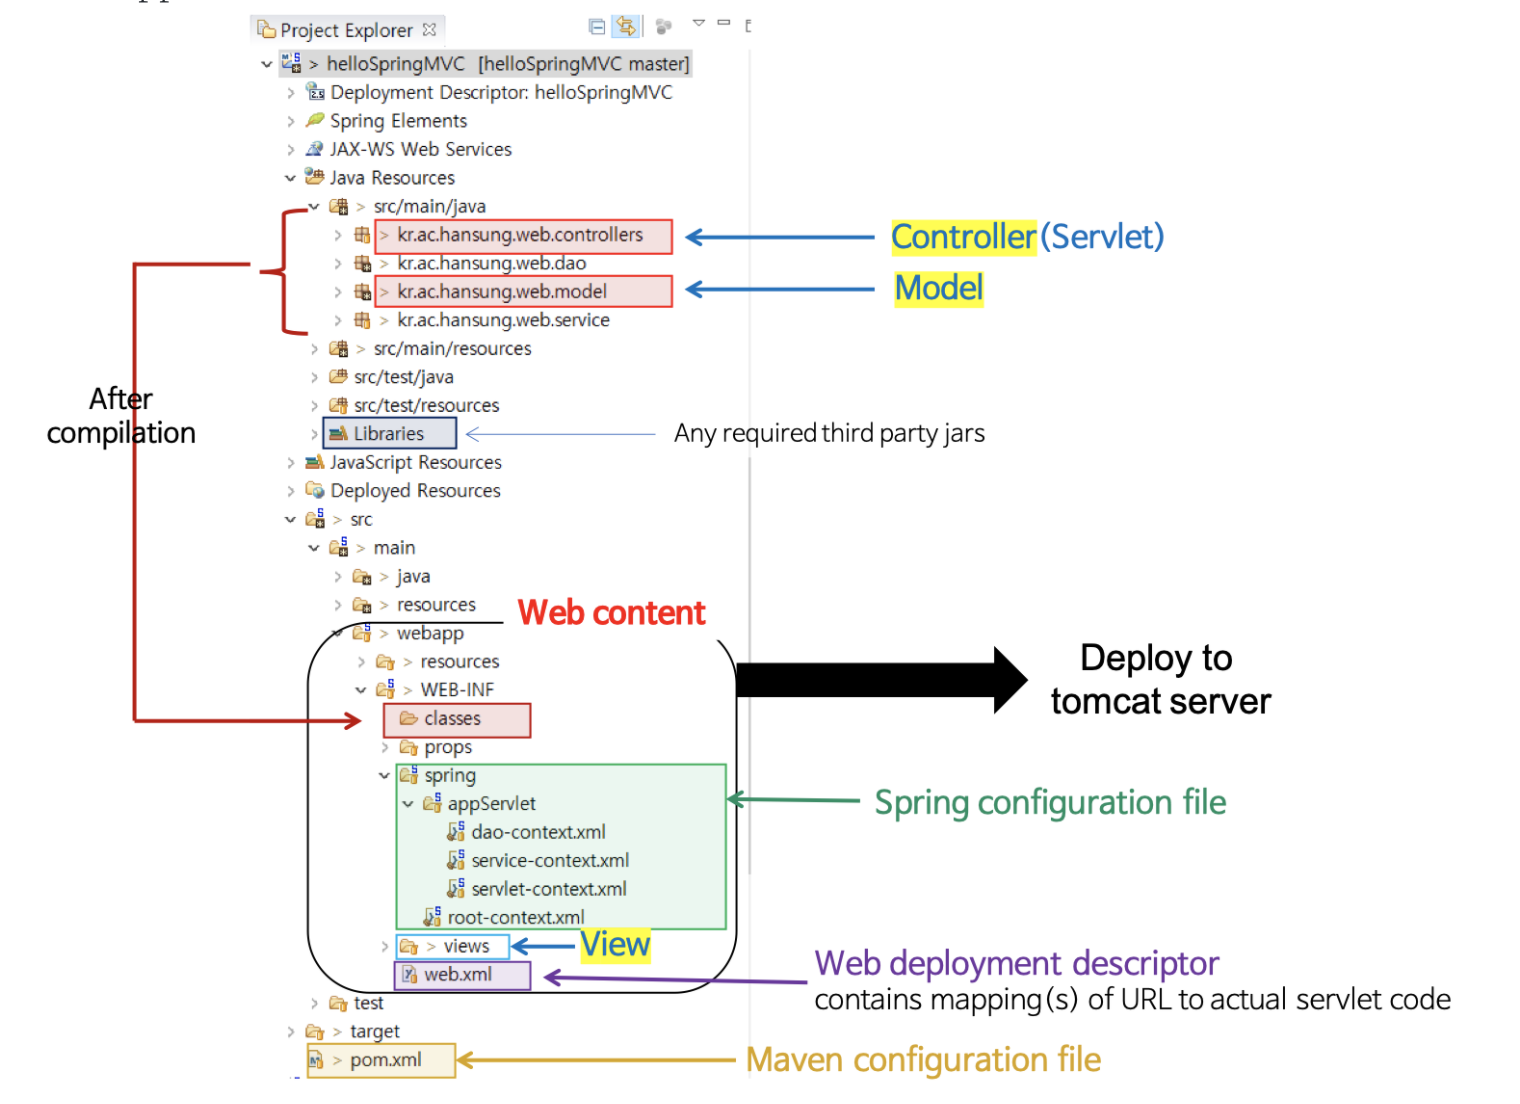 Project Explorer
> helloSpringMVC [helloSpringMVC master]
Deployment Descriptor: helloSpringMVC
Spring Elements
JAX-WS Web Services
Java Resources
> src/main/java
> kr.ac.hansung.web.controllers
Controller(Servlet)
> kr.ac.hansung.web.dao
> kr.ac.hansung.web.model
Model
> kr.ac.hansung.web.service
> src/main/resources
src/test/java
src/test/resources
After
compilation
Libraries
Any required third party jars
JavaScript Resources
Deployed Resources
> src
> main
> java
> resources
Web content
> webapp
> resources
> WEB-INF
Deploy to
tomcat server
classes
props
spring
appServlet
Spring configuration file
dao-context.xml
service-context.xml
servlet-context.xml
root-context.xml
> views
View
web.xml
Web deployment descriptor
contains mapping(s) of URL to actual servlet code
test
> target
> pom.xml
Maven configuration file